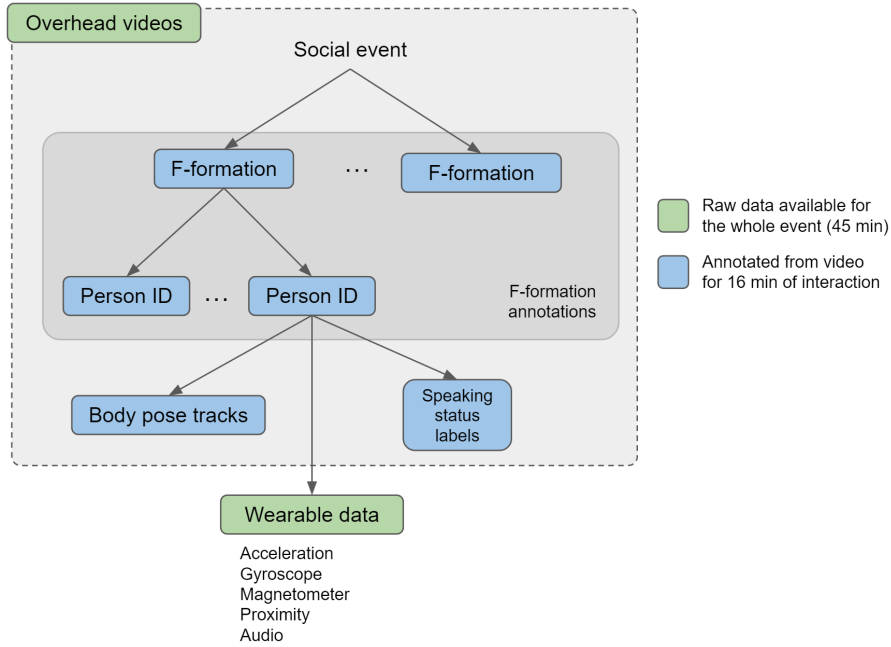 Overhead videos
Social event
F-formation
...
F-formation
Person ID
...
Person ID
F-formation
annotations
Body pose tracks
Speaking
status
labels
Wearable data
Acceleration
Gyroscope
Magnetometer
Proximity
Audio
Raw data available for
the whole event (45 min)
Annotated from video
for 16 min of interaction